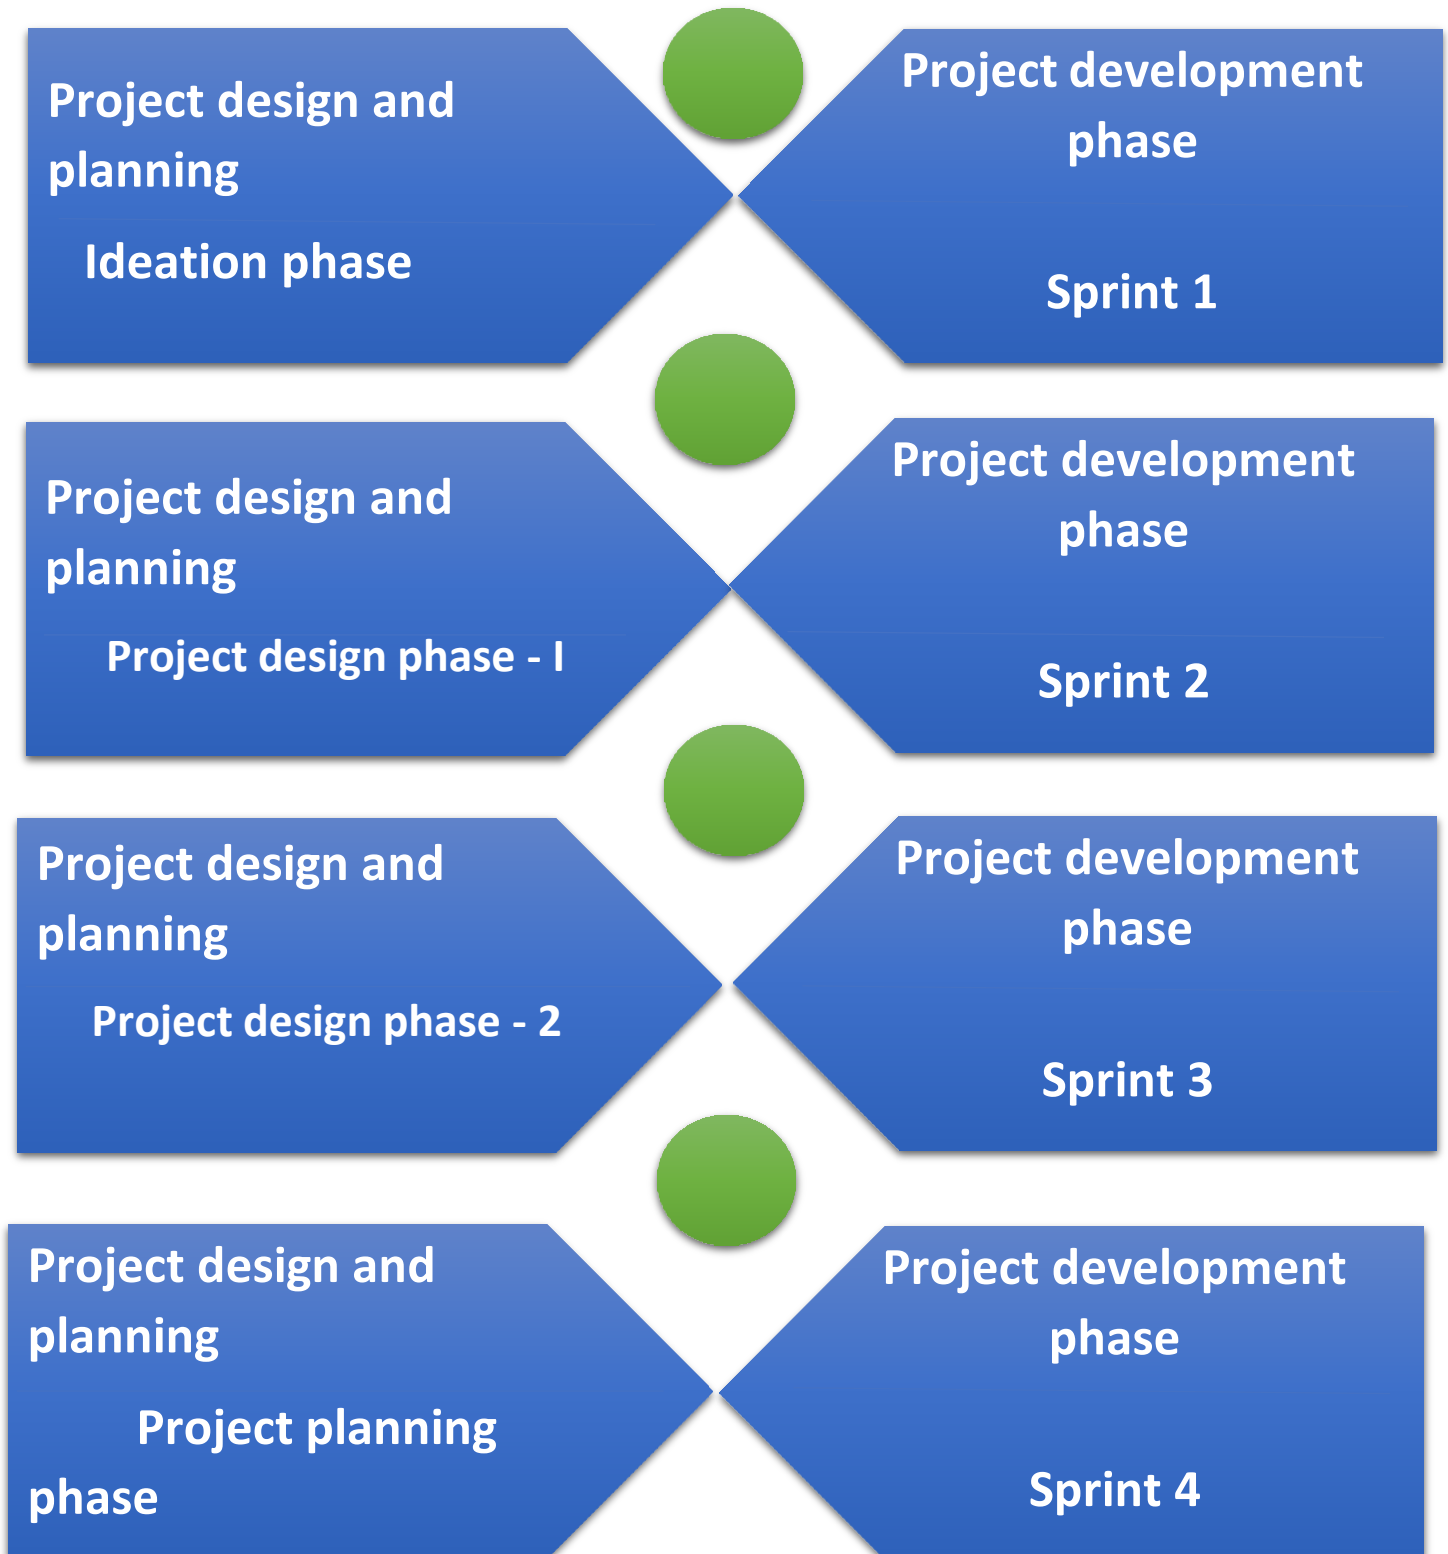 Project design and
planning
Ideation phase
Project development
phase
Sprint 1
Project design and
planning
Project design phase - I
Project development
phase
Sprint 2
Project design and
planning
Project design phase - 2
Project development
phase
Sprint 3
Project design and
planning
Project planning
phase
Project development
phase
Sprint 4